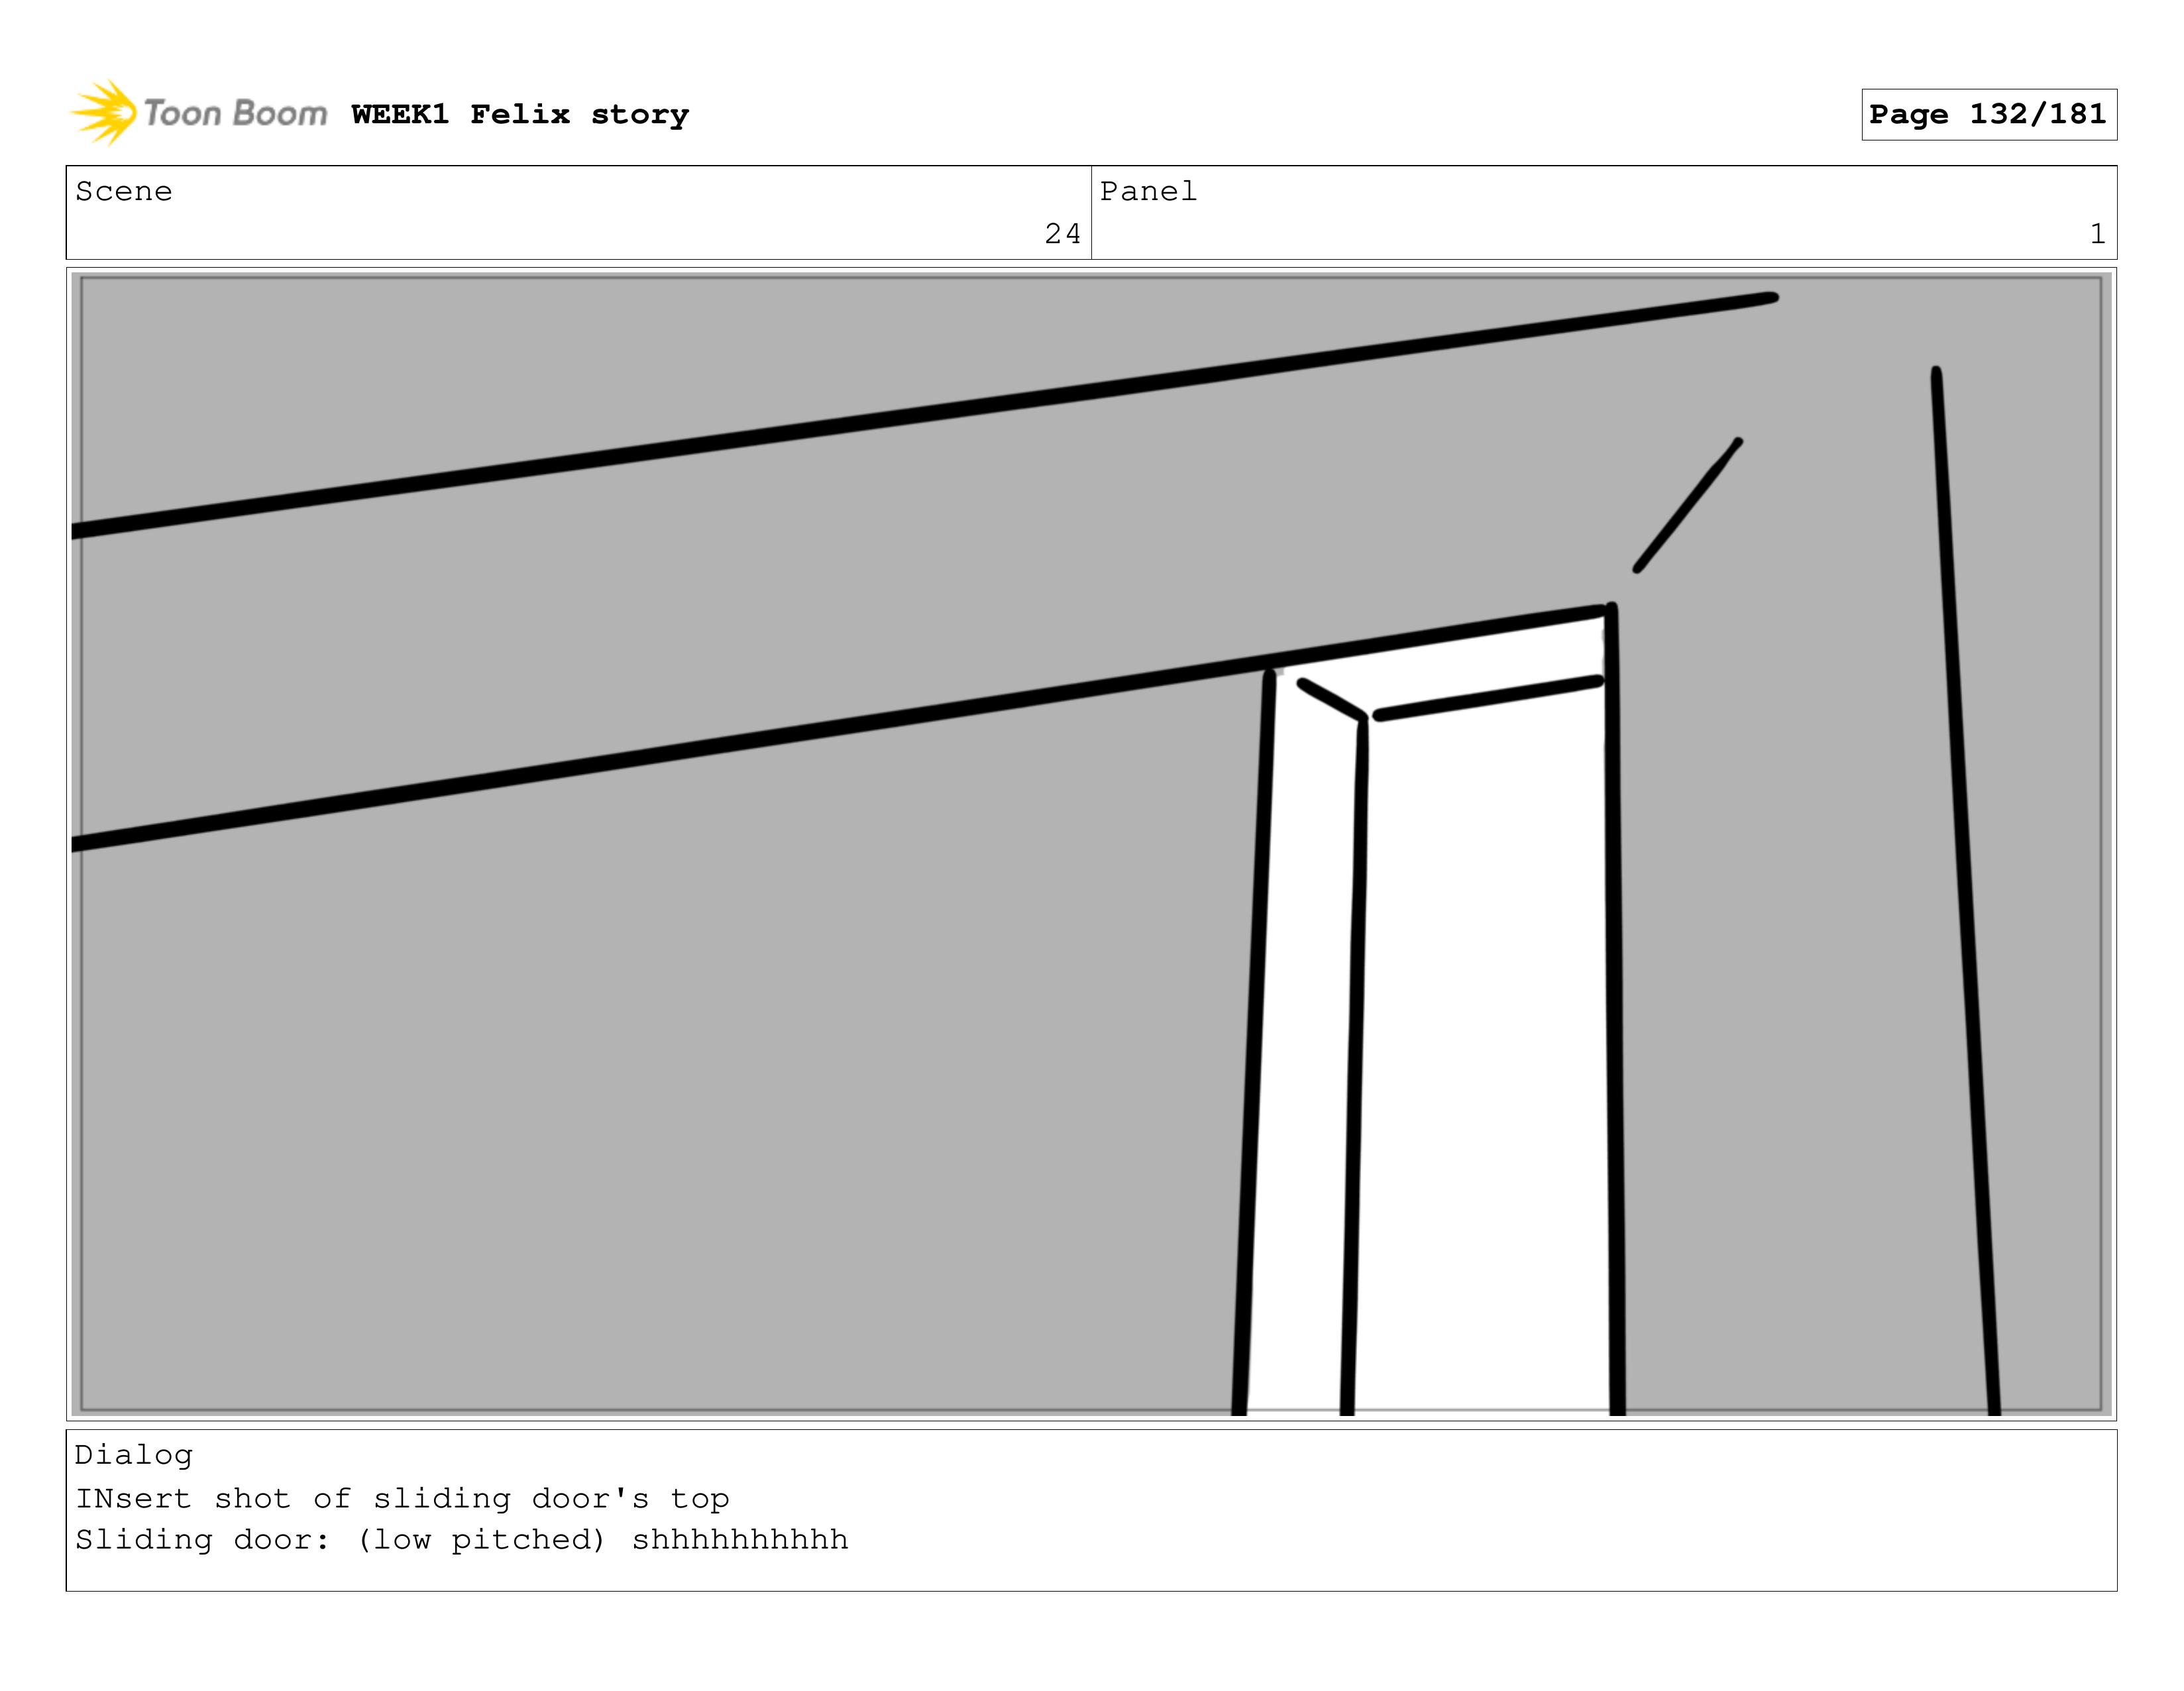 Toon Boom WEEK1 Felix story
Page 132/181
Scene
24
Panel
1
Dialog
INsert shot of sliding door's top
Sliding door: (low pitched) shhhhhhhhhh